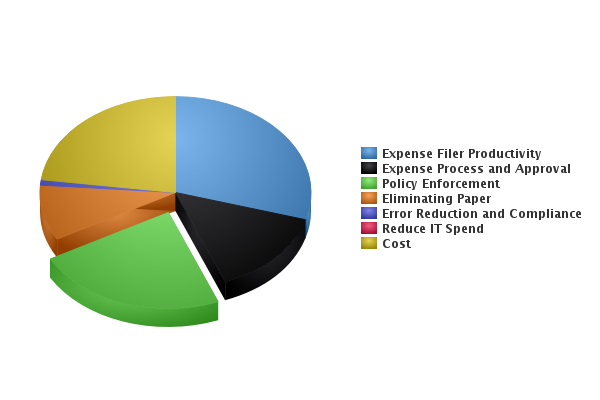 Expense Filer Productivity
Expense Process and Approval
Policy Enforcement
Eliminating Paper
Error Reduction and Compliance
Reduce IT Spend
Cost